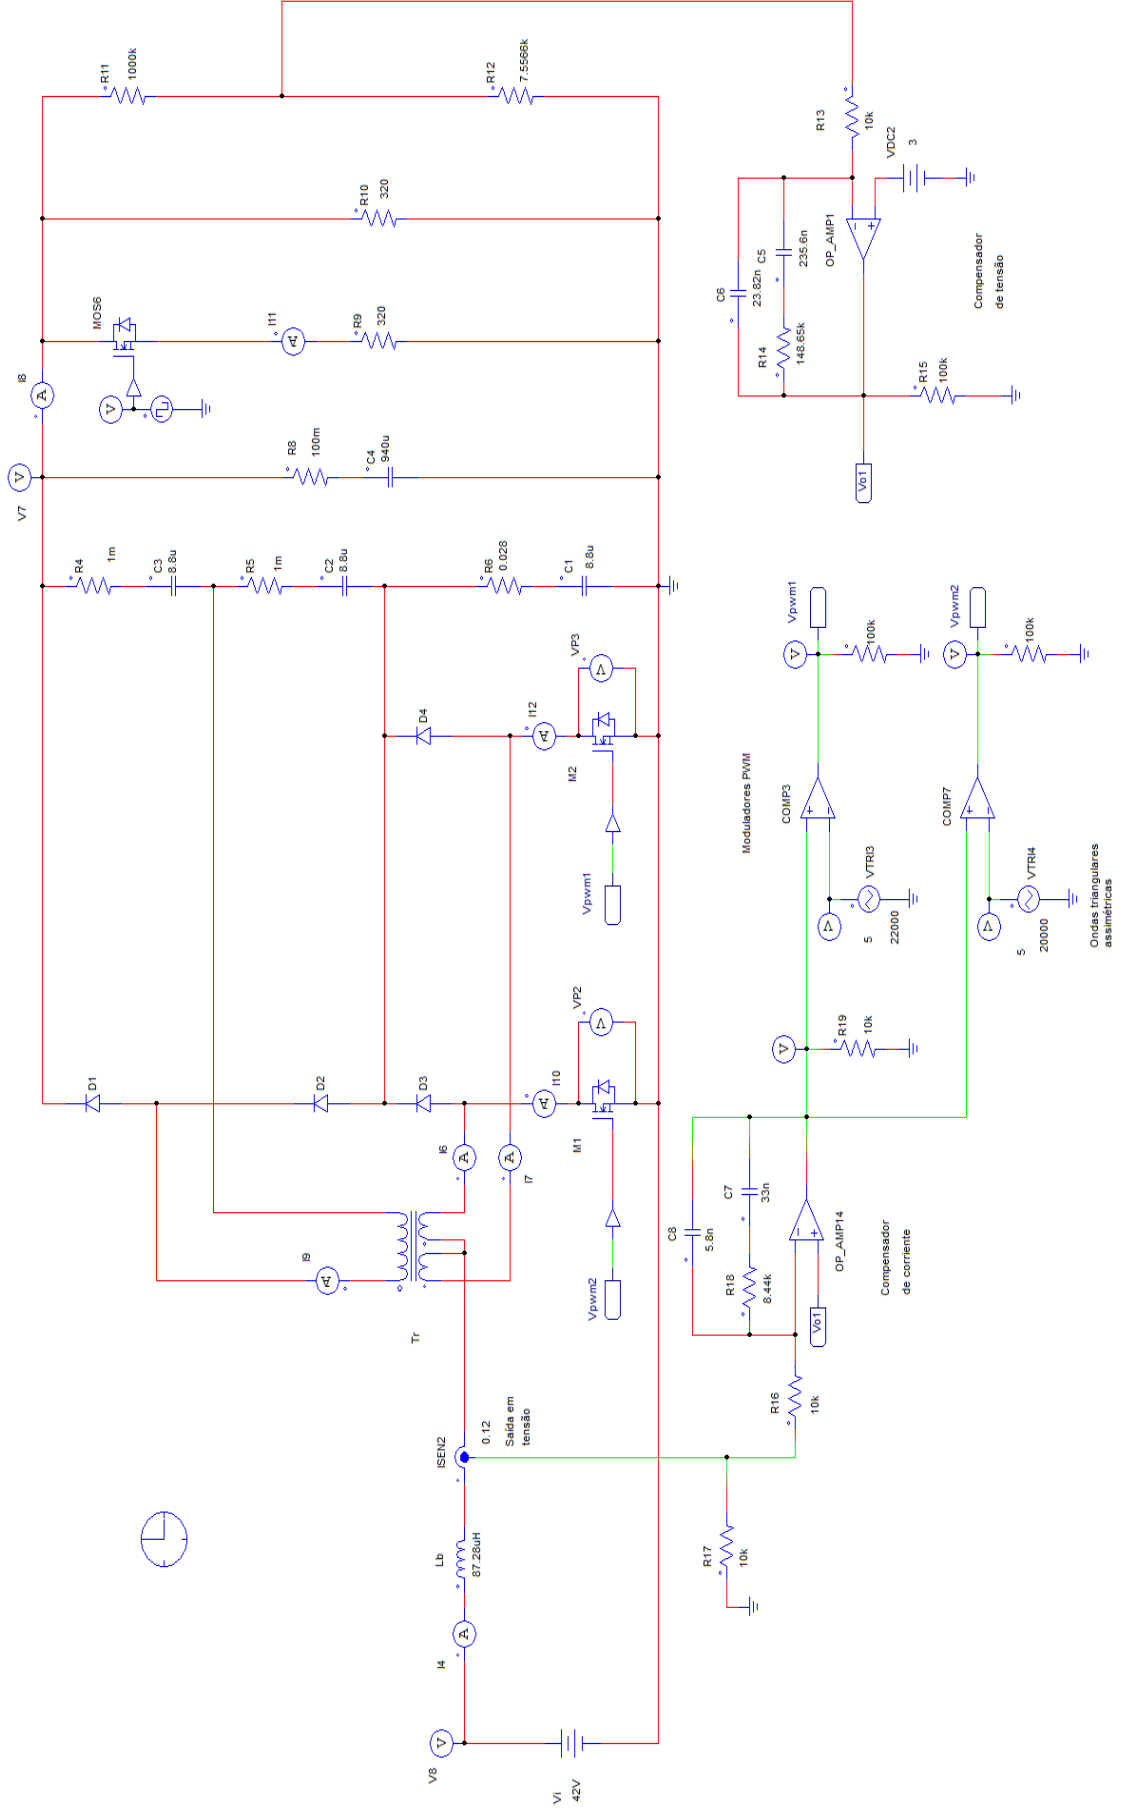 R11
1000k
R12
7.5566k
R10
320
MOS6
I11
R9
320
I8
R8
100m
C4
940u
V7
R4
1m
C3
8.8u
R5
1m
C2
8.8u
R6
0.028
C1
8.8u
D4
I12
VP3
M2
Vpwm1
D1
D2
D3
I10
VP2
M1
I6
I7
I9
Tr
Vpwm2
ISEN2
0.12
Saída em
tensão
Lb
87.28uH
I4
V8
Vi
42V
R13
10k
VDC2
3
C6
23.82n
C5
235.6n
R14
148.65k
OP_AMP1
Compensador
de tensão
R15
100k
Vo1
Vpwm1
100k
Vpwm2
100k
Moduladores PWM
COMP3
COMP7
VTRI3
5
22000
VTRI4
5
20000
Ondas triangulares
assimétricas
R19
10k
C8
5.8n
C7
33n
R18
8.44k
OP_AMP14
Compensador
de corriente
Vo1
R16
10k
R17
10k